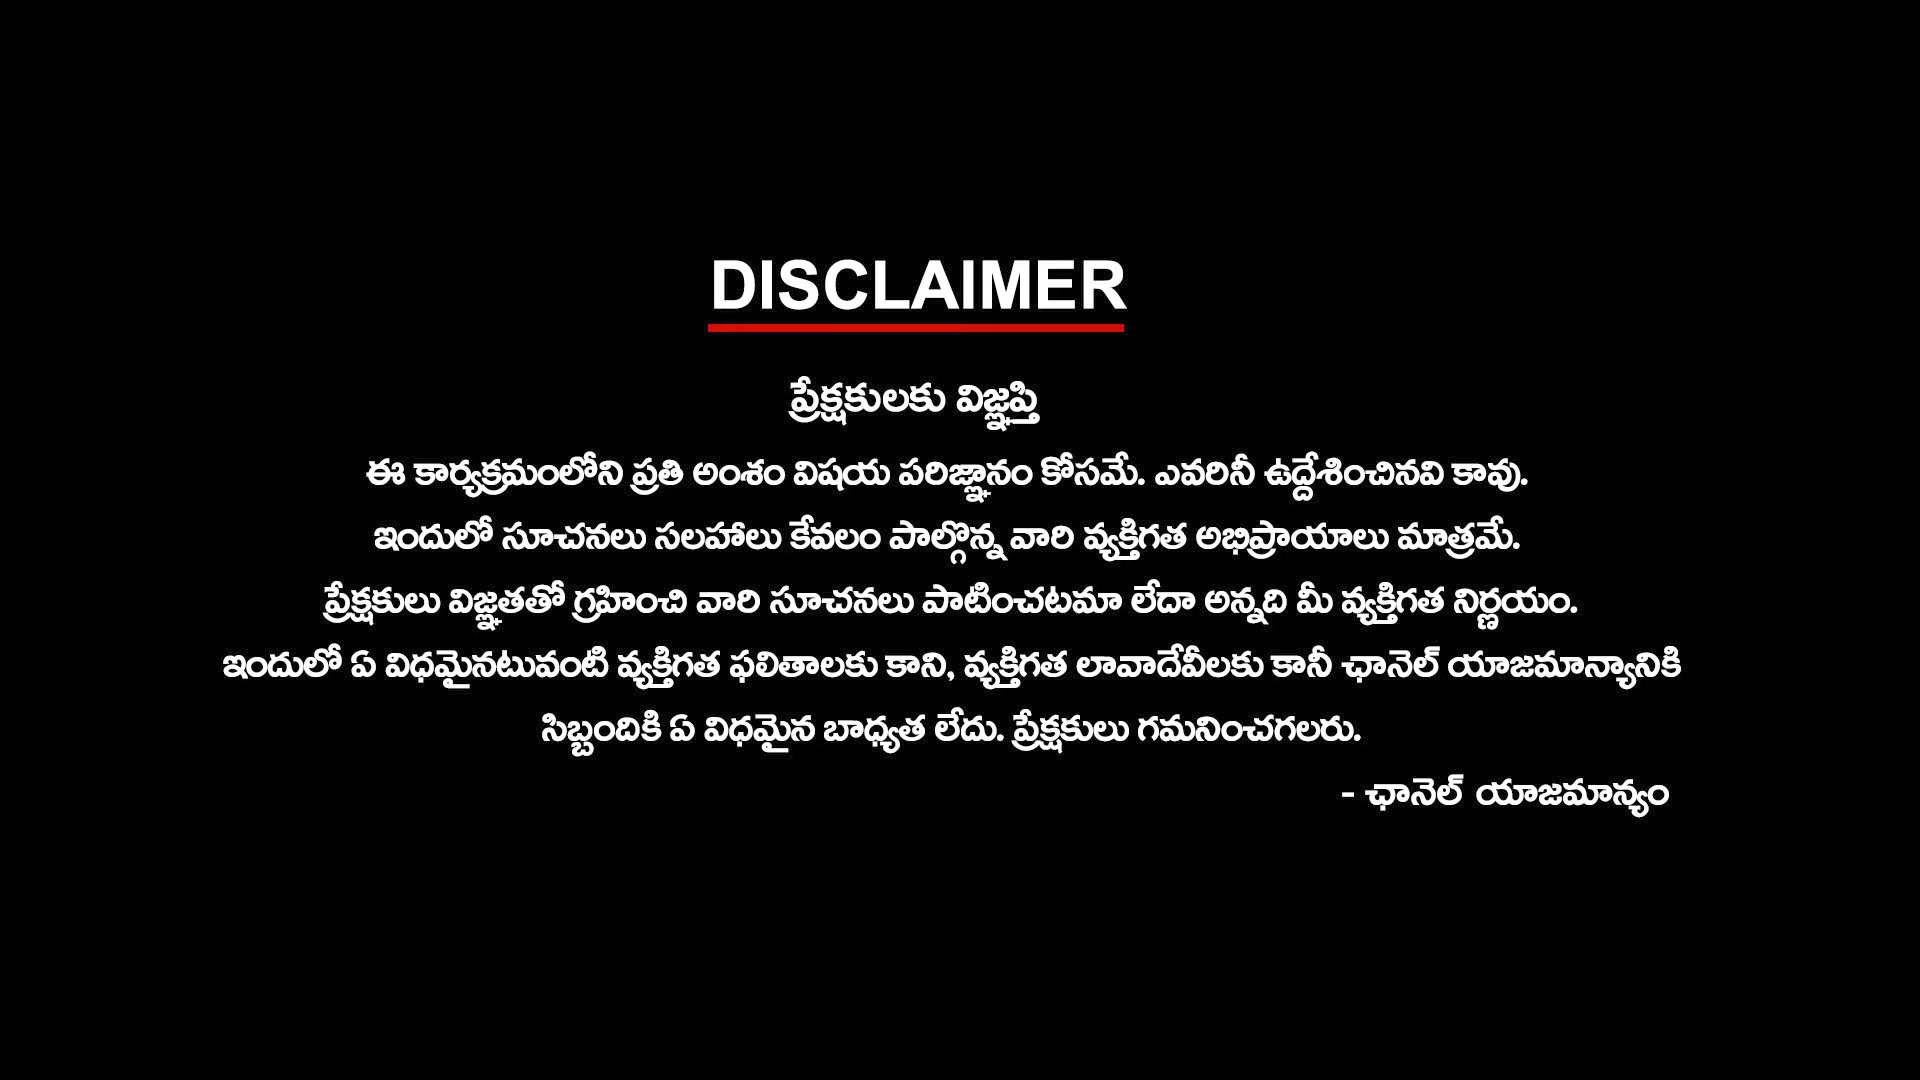 DISCLAIMER
ప్రేక్షకులకు విజ్ఞప్తి
ఈ కార్యక్రమంలోని ప్రతి అంశం విషయ పరిజ్ఞానం కోసమే. ఎవరినీ ఉద్దేశించినవి కావు.
ఇందులో సూచనలు సలహాలు కేవలం పాల్గొన్న వారి వ్యక్తిగత అభిప్రాయాలు మాత్రమే.
ప్రేక్షకులు విజ్ఞతతో గ్రహించి వారి సూచనలు పాటించటమా లేదా అన్నది మీ వ్యక్తిగత నిర్ణయం.
ఇందులో ఏ విధమైనటువంటి వ్యక్తిగత ఫలితాలకు కాని, వ్యక్తిగత లావాదేవీలకు కానీ ఛానెల్ యాజమాన్యానికి
సిబ్బందికి ఏ విధమైన బాధ్యత లేదు. ప్రేక్షకులు గమనించగలరు.
- ఛానెల్ యాజమాన్యం